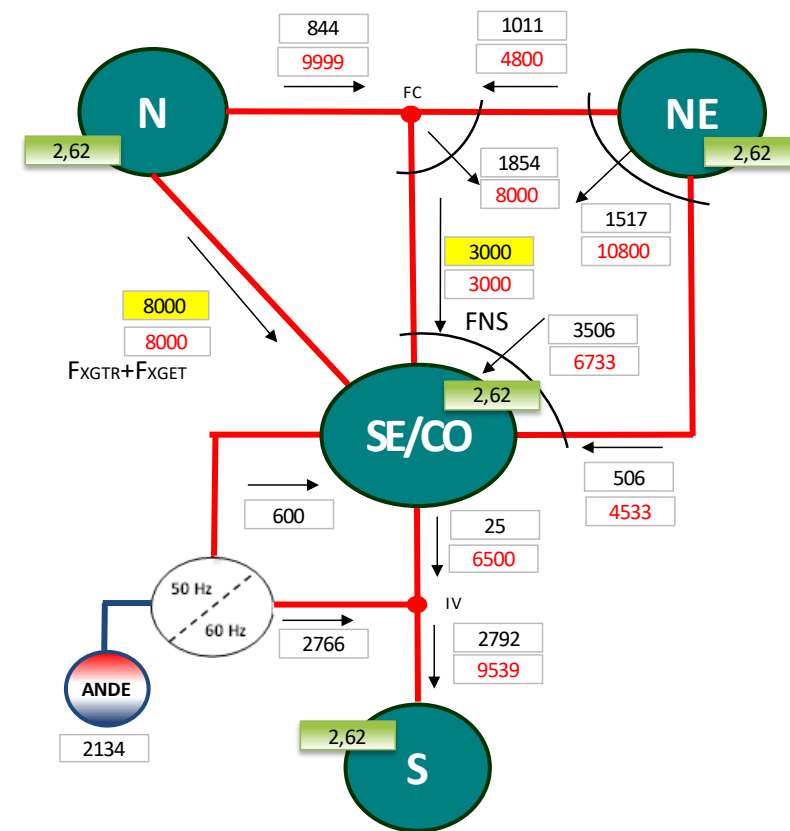 844
9999
1011
4800
FC
N
NE
2,62
2,62
1854
8000
1517
10800
3000
3000
8000
8000
FXGTR+FXGET
FNS
3506
6733
2,62
SE/CO
506
4533
600
25
6500
50 Hz
60 Hz
IV
2766
2792
9539
ANDE
2134
2,62
S